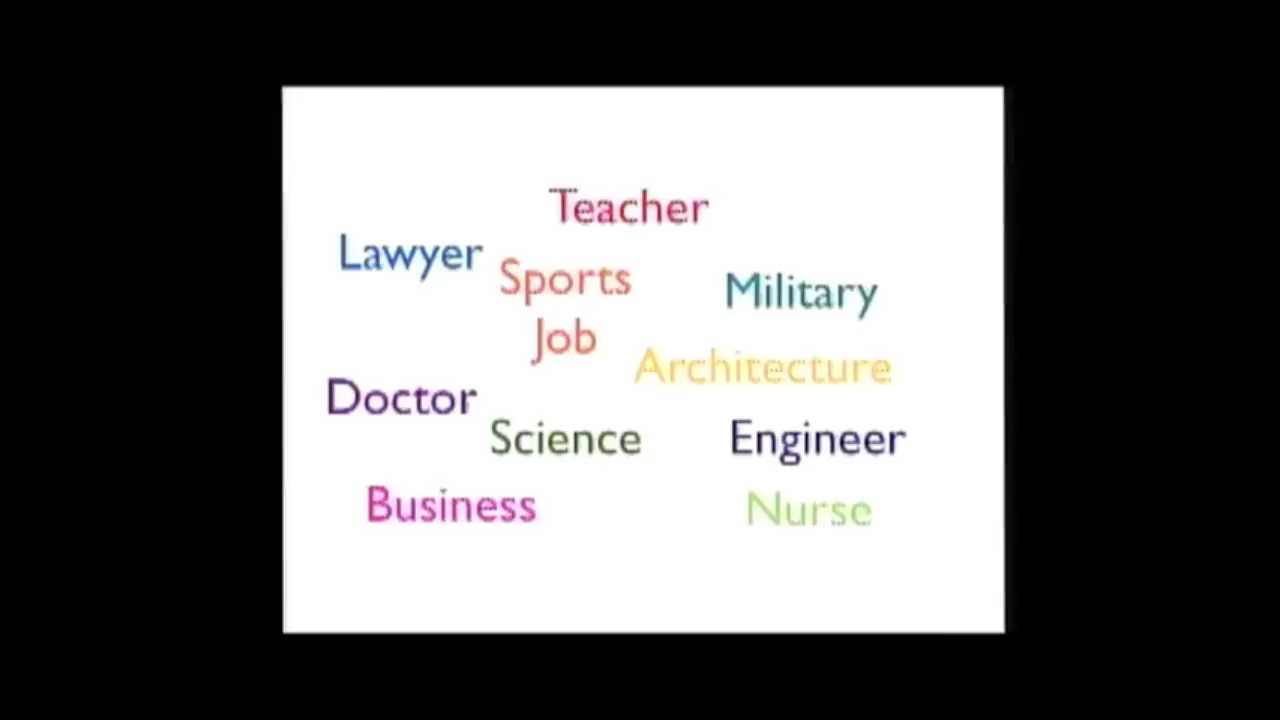 Teacher
Lawyer
Sports
Military
Job
Architecture
Doctor
Science
Engineer
Business
Nurse